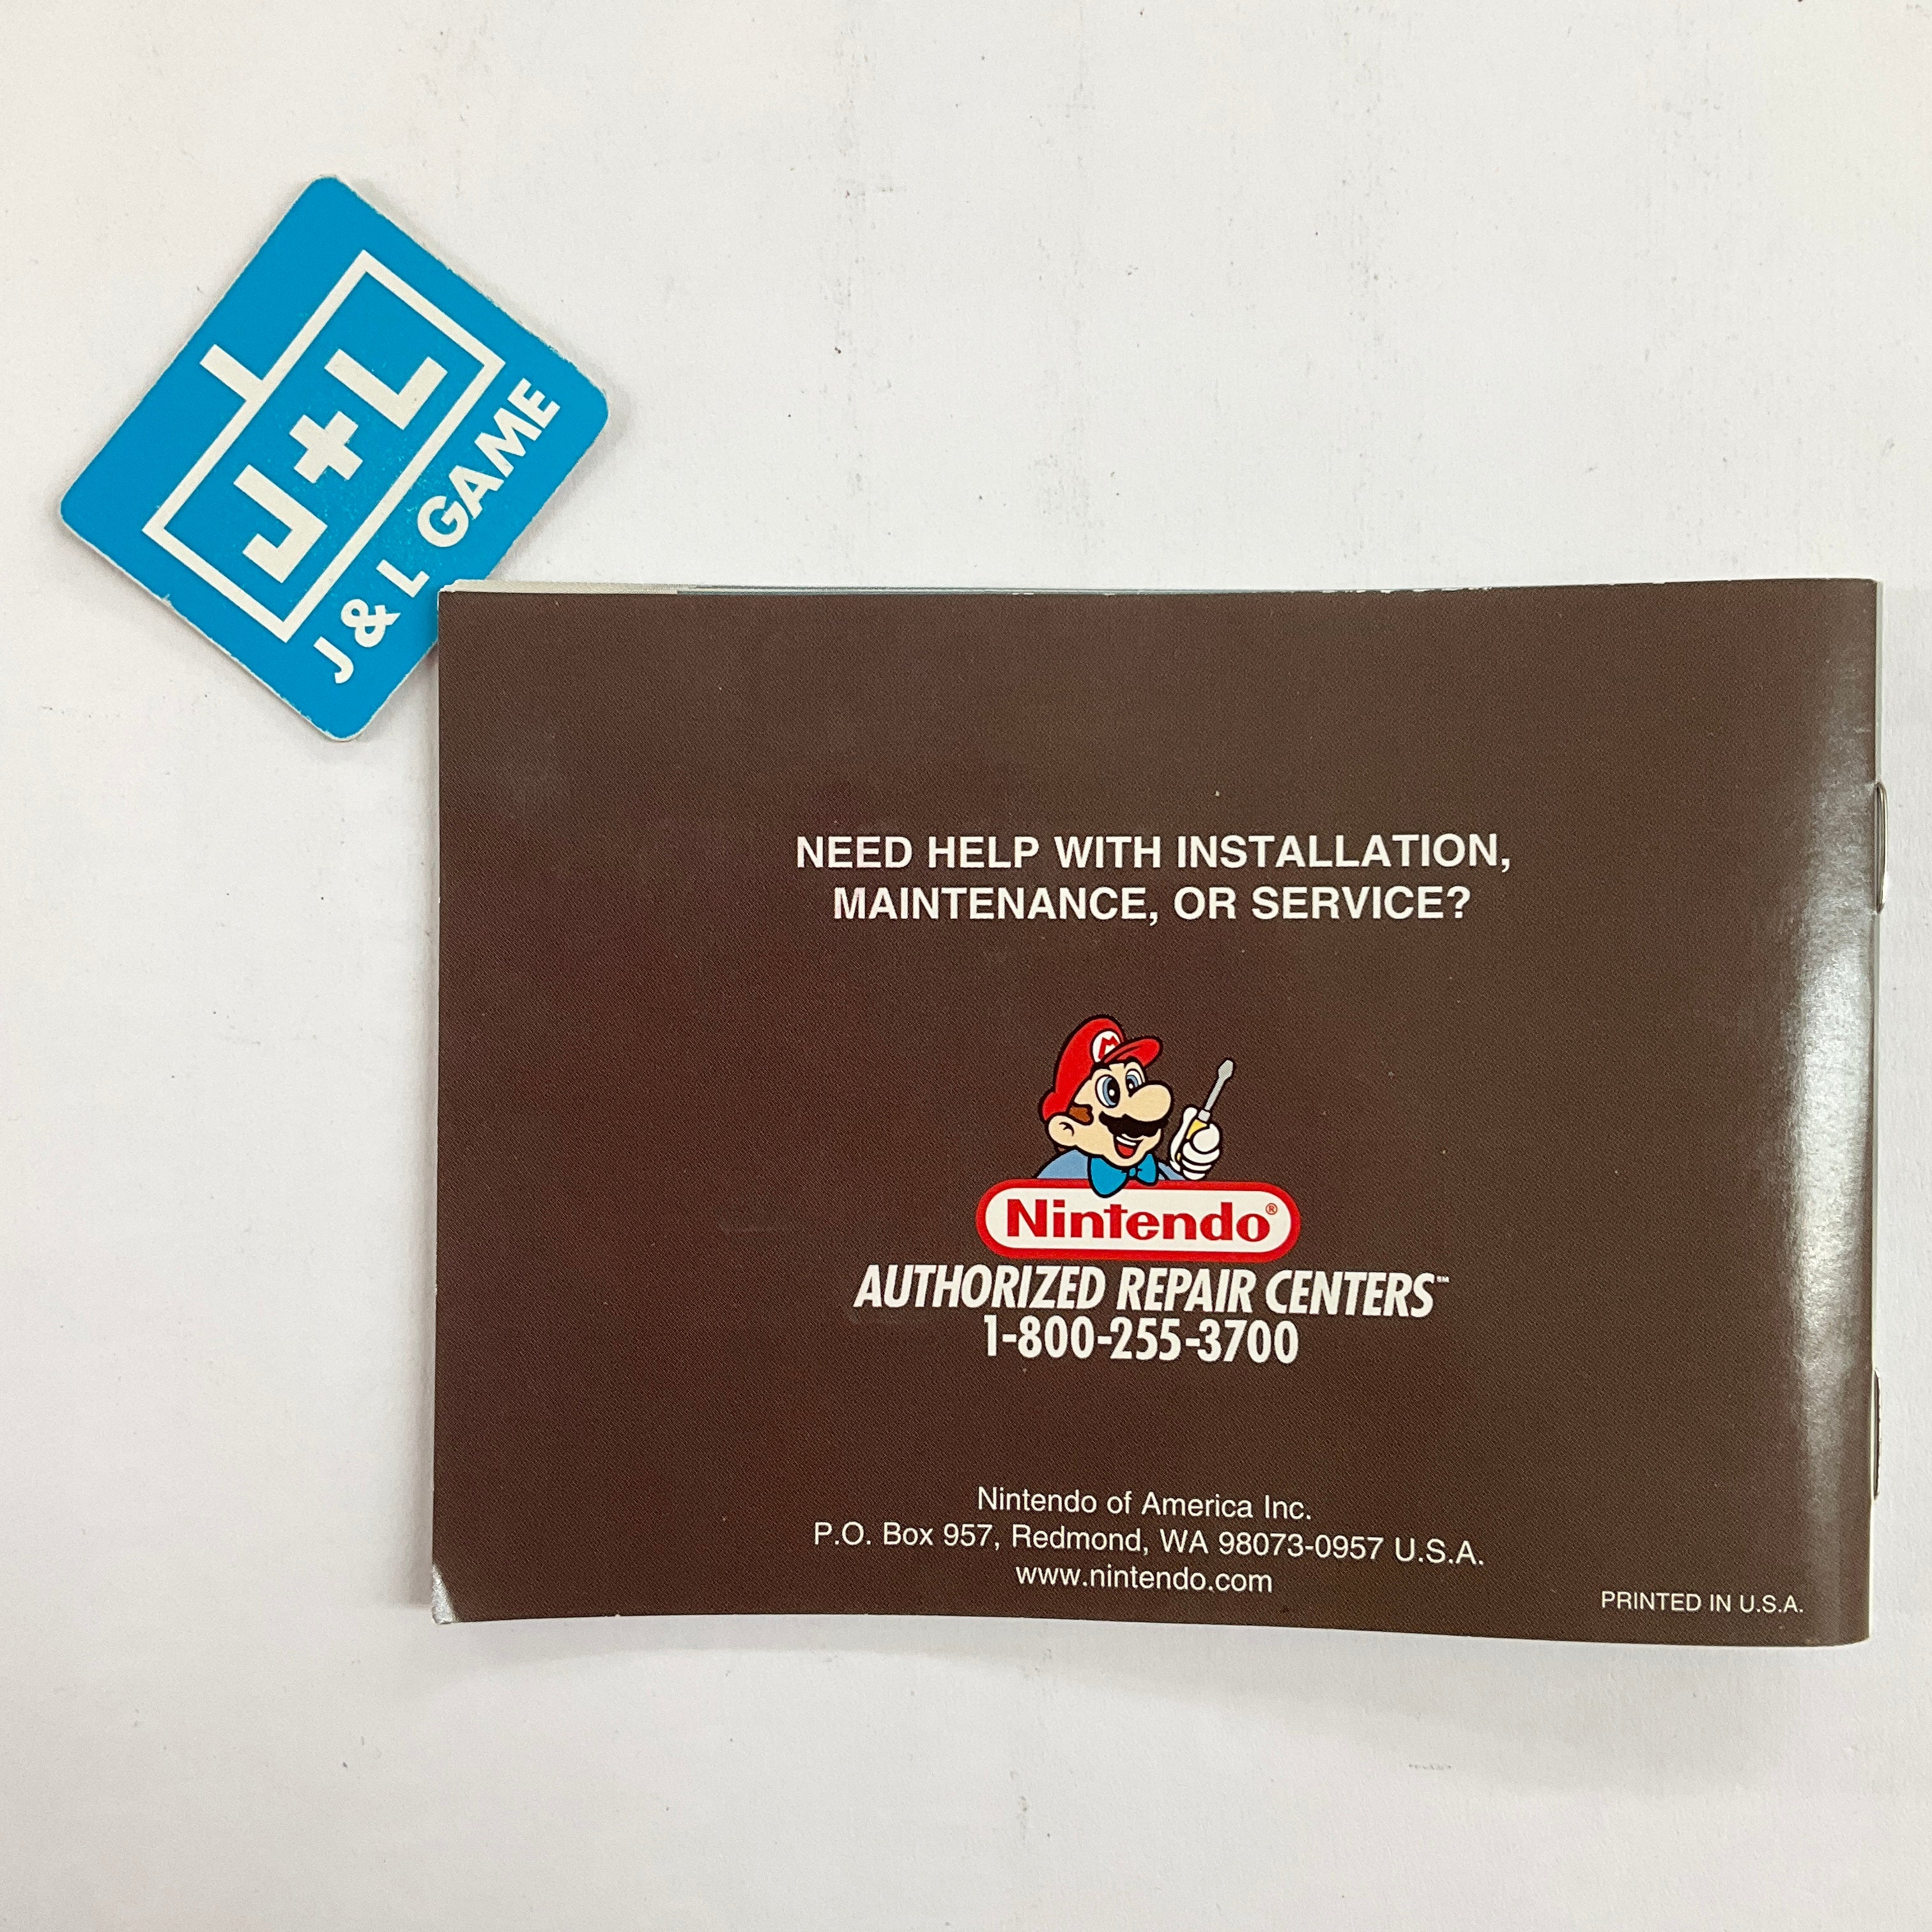 J+L
J & L GAME
NEED HELP WITH INSTALLATION,
MAINTENANCE, OR SERVICE?
M
Nintendo®
AUTHORIZED REPAIR CENTERS™
1-800-255-3700
Nintendo of America Inc.
P.O. Box 957, Redmond, WA 98073-0957 U.S.A.
www.nintendo.com
PRINTED IN U.S.A.